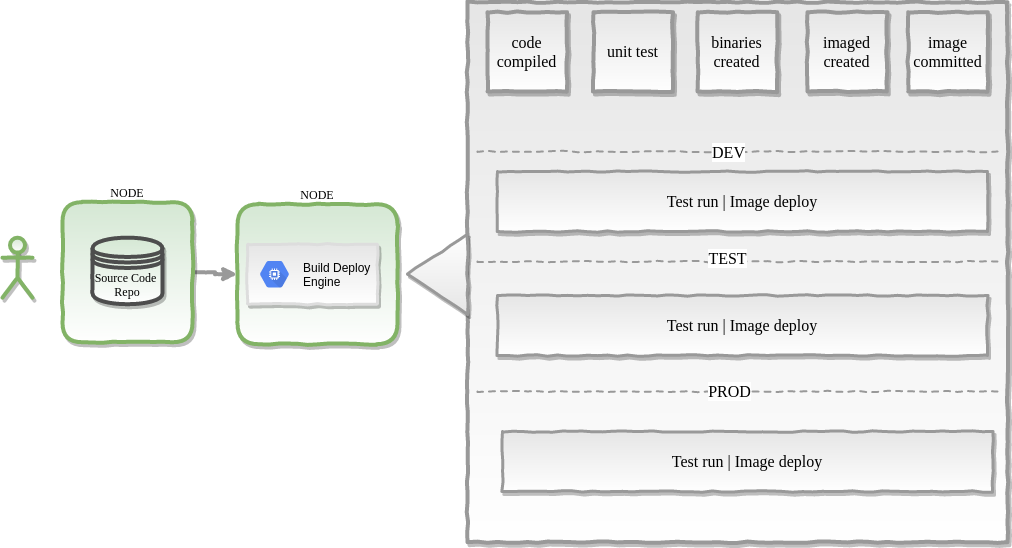 NODE
Source Code
Repo
NODE
Build Deploy
Engine
code
compiled
unit test
binaries
created
imaged
created
image
committed
DEV
Test run | Image deploy
TEST
Test run | Image deploy
PROD
Test run | Image deploy